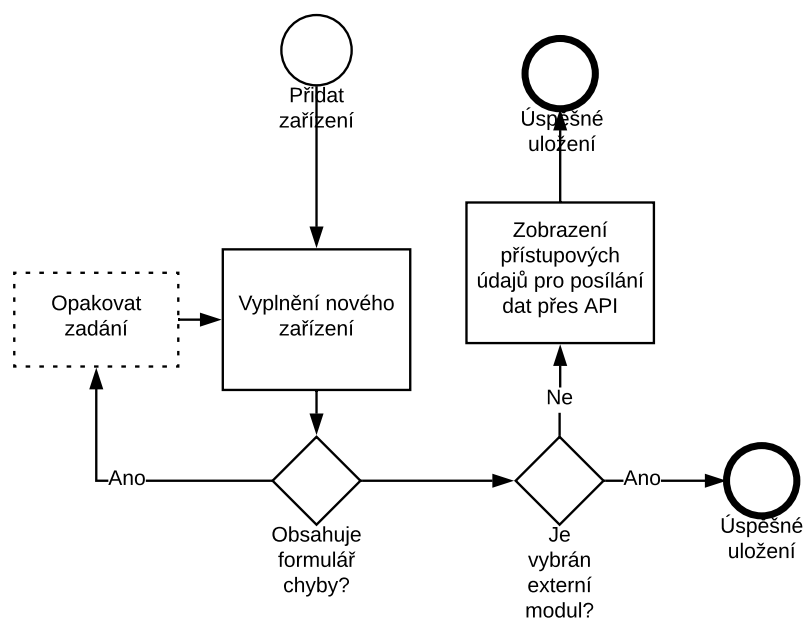 Přidat
zařízení
Úspěšné
uložení
Zobrazení
přístupových
údajů pro posílání
dat přes API
Opakovat
zadání
Vyplnění nového
zařízení
Ne
Ano
Ano
Obsahuje
formulář
chyby?
Je
vybrán
externí
modul?
Úspěšné
uložení